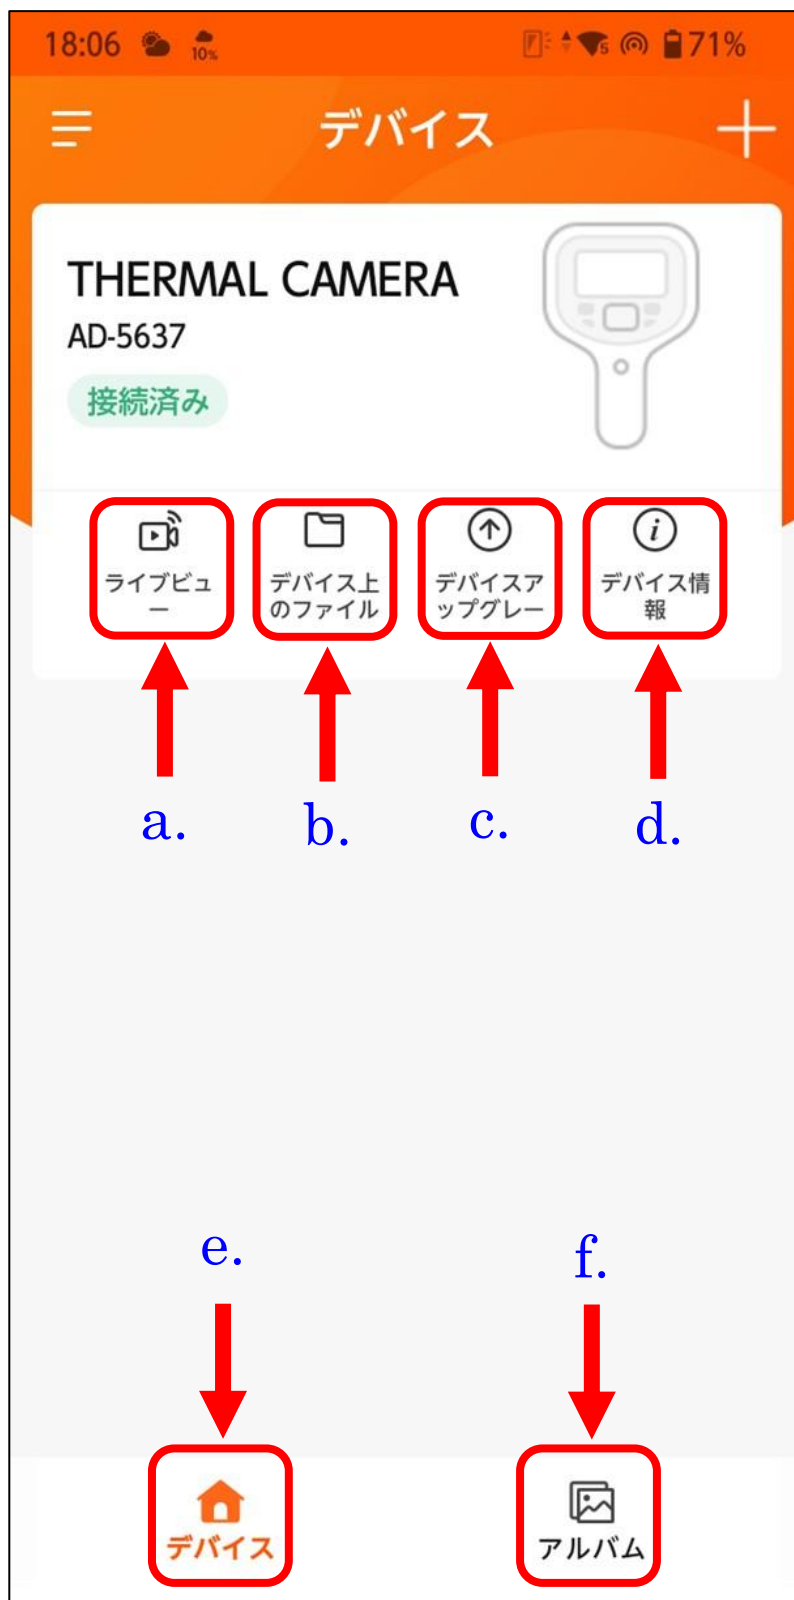 18:06 10% 5 71%
デバイス
THERMAL CAMERA
AD-5637
接続済み
ライブビュ
ー
デバイス上
のファイル
デバイスア
ップグレー
デバイス情
報
a. b. c. d.
e. f.
デバイス アルバム